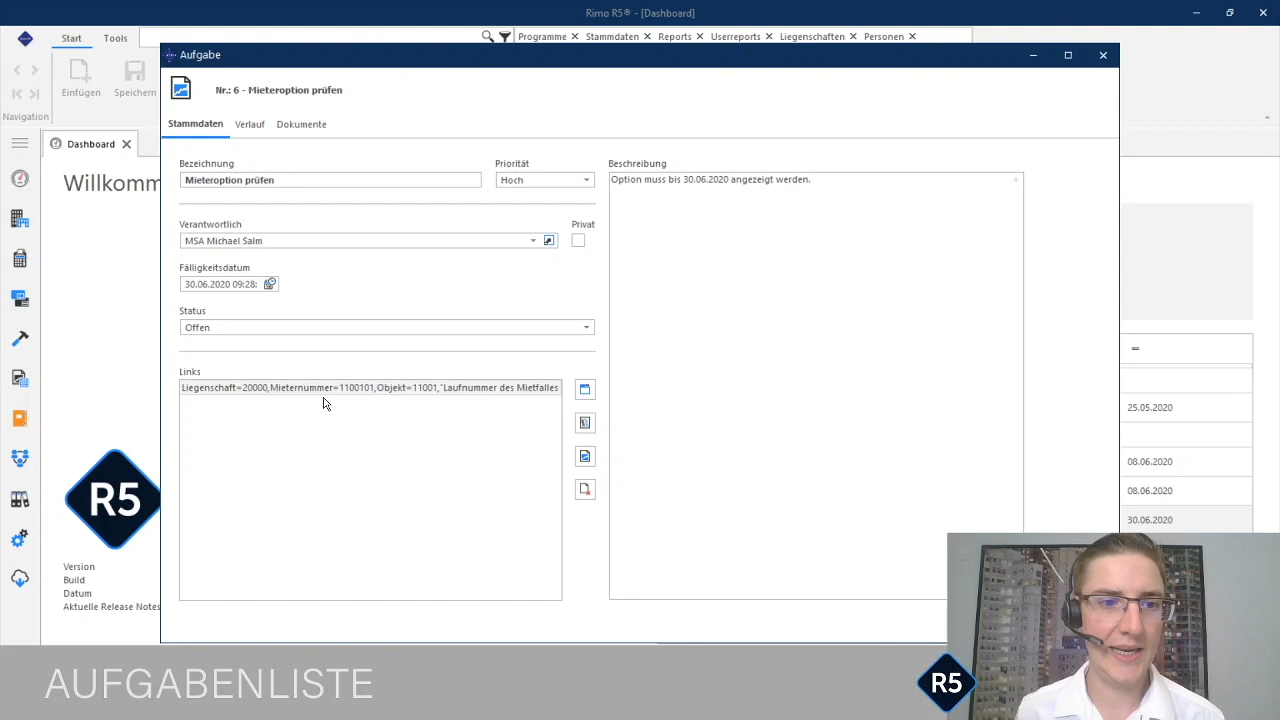 Rimo R5® - [Dashboard]
Start Tools
Programme Stammdaten Reports Userreports Liegenschaften Personen
Einfügen Speichern
Navigation
Dashboard
Willkomm
R5
Version
Build
Datum
Aktuelle Release Notes
Aufgabe
Nr.: 6 - Mieteroption prüfen
Stammdaten Verlauf Dokumente
Bezeichnung
Mieteroption prüfen
Priorität
Hoch
Verantwortlich
MSA Michael Salm
Privat
Fälligkeitsdatum
30.06.2020 09:28:
Status
Offen
Links
Liegenschaft=20000,Mieternummer=1100101,Objekt=11001,"Laufnummer des Mietfalles
Beschreibung
Option muss bis 30.06.2020 angezeigt werden.
25.05.2020
08.06.2020
08.06.2020
30.06.2020
AUFGABENLISTE
R5